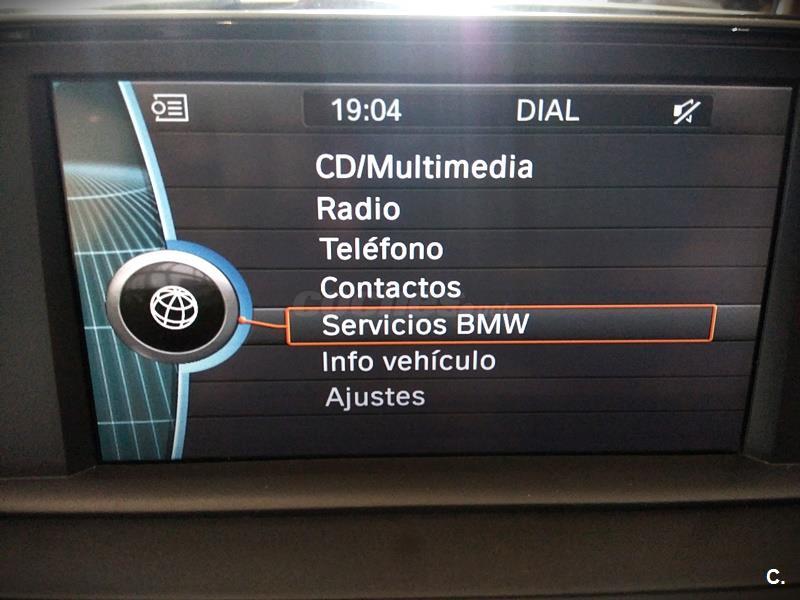 19:04 DIAL
CD/Multimedia
Radio
Teléfono
Contactos
Servicios BMW
Info vehículo
Ajustes
C.